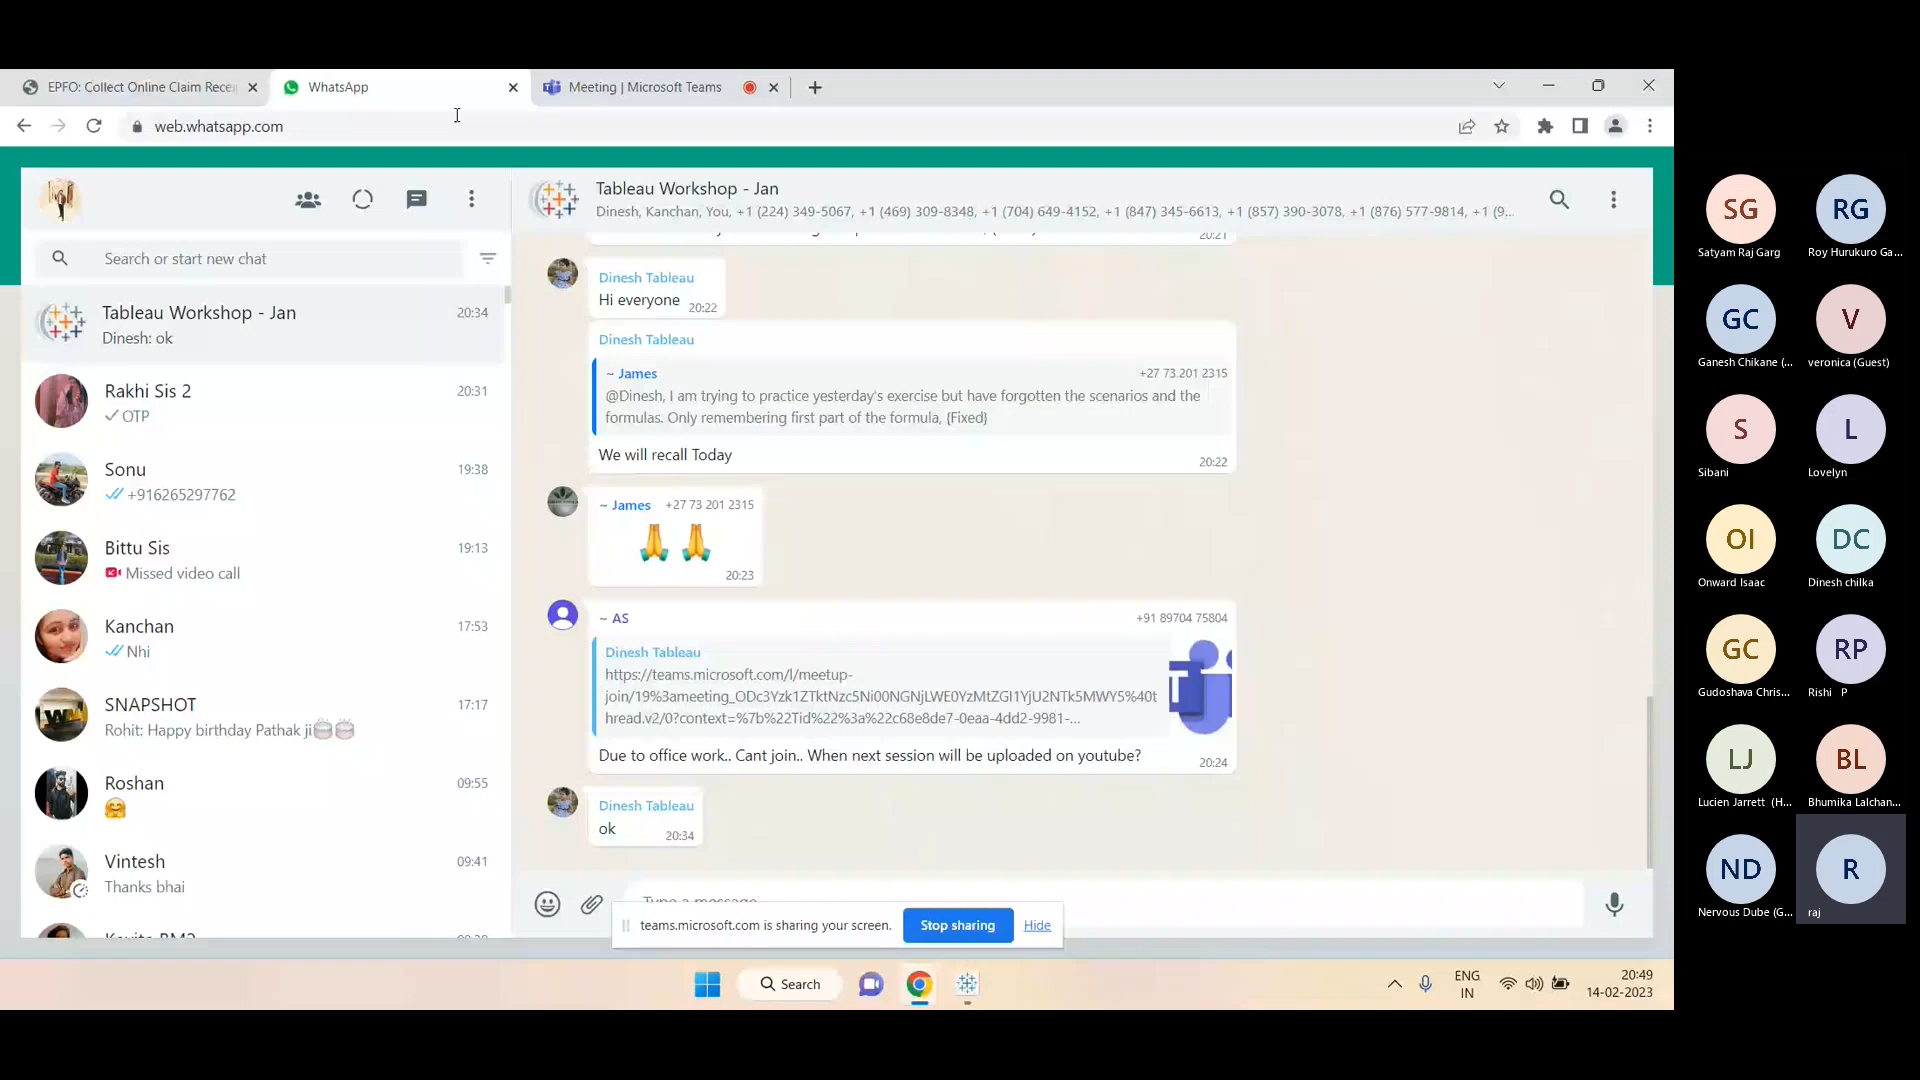 EPFO: Collect Online Claim Rece
WhatsApp
Meeting | Microsoft Teams
web.whatsapp.com
Search or start new chat
Tableau Workshop - Jan
20:34
Dinesh: ok
Rakhi Sis 2
20:31
OTP
Sonu
19:38
+916265297762
Bittu Sis
19:13
Missed video call
Kanchan
17:53
Nhi
SNAPSHOT
17:17
Rohit: Happy birthday Pathak ji🎂🎂
Roshan
09:55
🤗
Vintesh
09:41
Thanks bhai
Tableau Workshop - Jan
Dinesh, Kanchan, You, +1 (224) 349-5067, +1 (469) 309-8348, +1 (704) 649-4152, +1 (847) 345-6613, +1 (857) 390-3078, +1 (876) 577-9814, +1 (9...
20:21
Dinesh Tableau
Hi everyone
20:22
Dinesh Tableau
~ James
+27 73 201 2315
@Dinesh, I am trying to practice yesterday's exercise but have forgotten the scenarios and the
formulas. Only remembering first part of the formula, {Fixed}
We will recall Today
20:22
~ James
+27 73 201 2315
🙏 🙏
20:23
~ AS
+91 89704 75804
Dinesh Tableau
https://teams.microsoft.com/l/meetup-
join/19%3ameeting_ODc3Yzk1ZTktNzc5Ni00NGNjLWE0YzMtZGI1YjU2NTk5MWY5%40t
hread.v2/0?context=%7b%22Tid%22%3a%22c68e8de7-0eaa-4dd2-9981-...
T
Due to office work.. Cant join.. When next session will be uploaded on youtube?
20:24
Dinesh Tableau
ok
20:34
Type a message
teams.microsoft.com is sharing your screen.
Stop sharing
Hide
Search
ENG
IN
20:49
14-02-2023
SG
Satyam Raj Garg
RG
Roy Hurukuro Ga...
GC
Ganesh Chikane (...
V
veronica (Guest)
S
Sibani
L
Lovelyn
OI
Onward Isaac
DC
Dinesh chilka
GC
Gudoshava Chris...
RP
Rishi P
LJ
Lucien Jarrett (H...
BL
Bhumika Lalchan...
ND
Nervous Dube (G...
R
raj